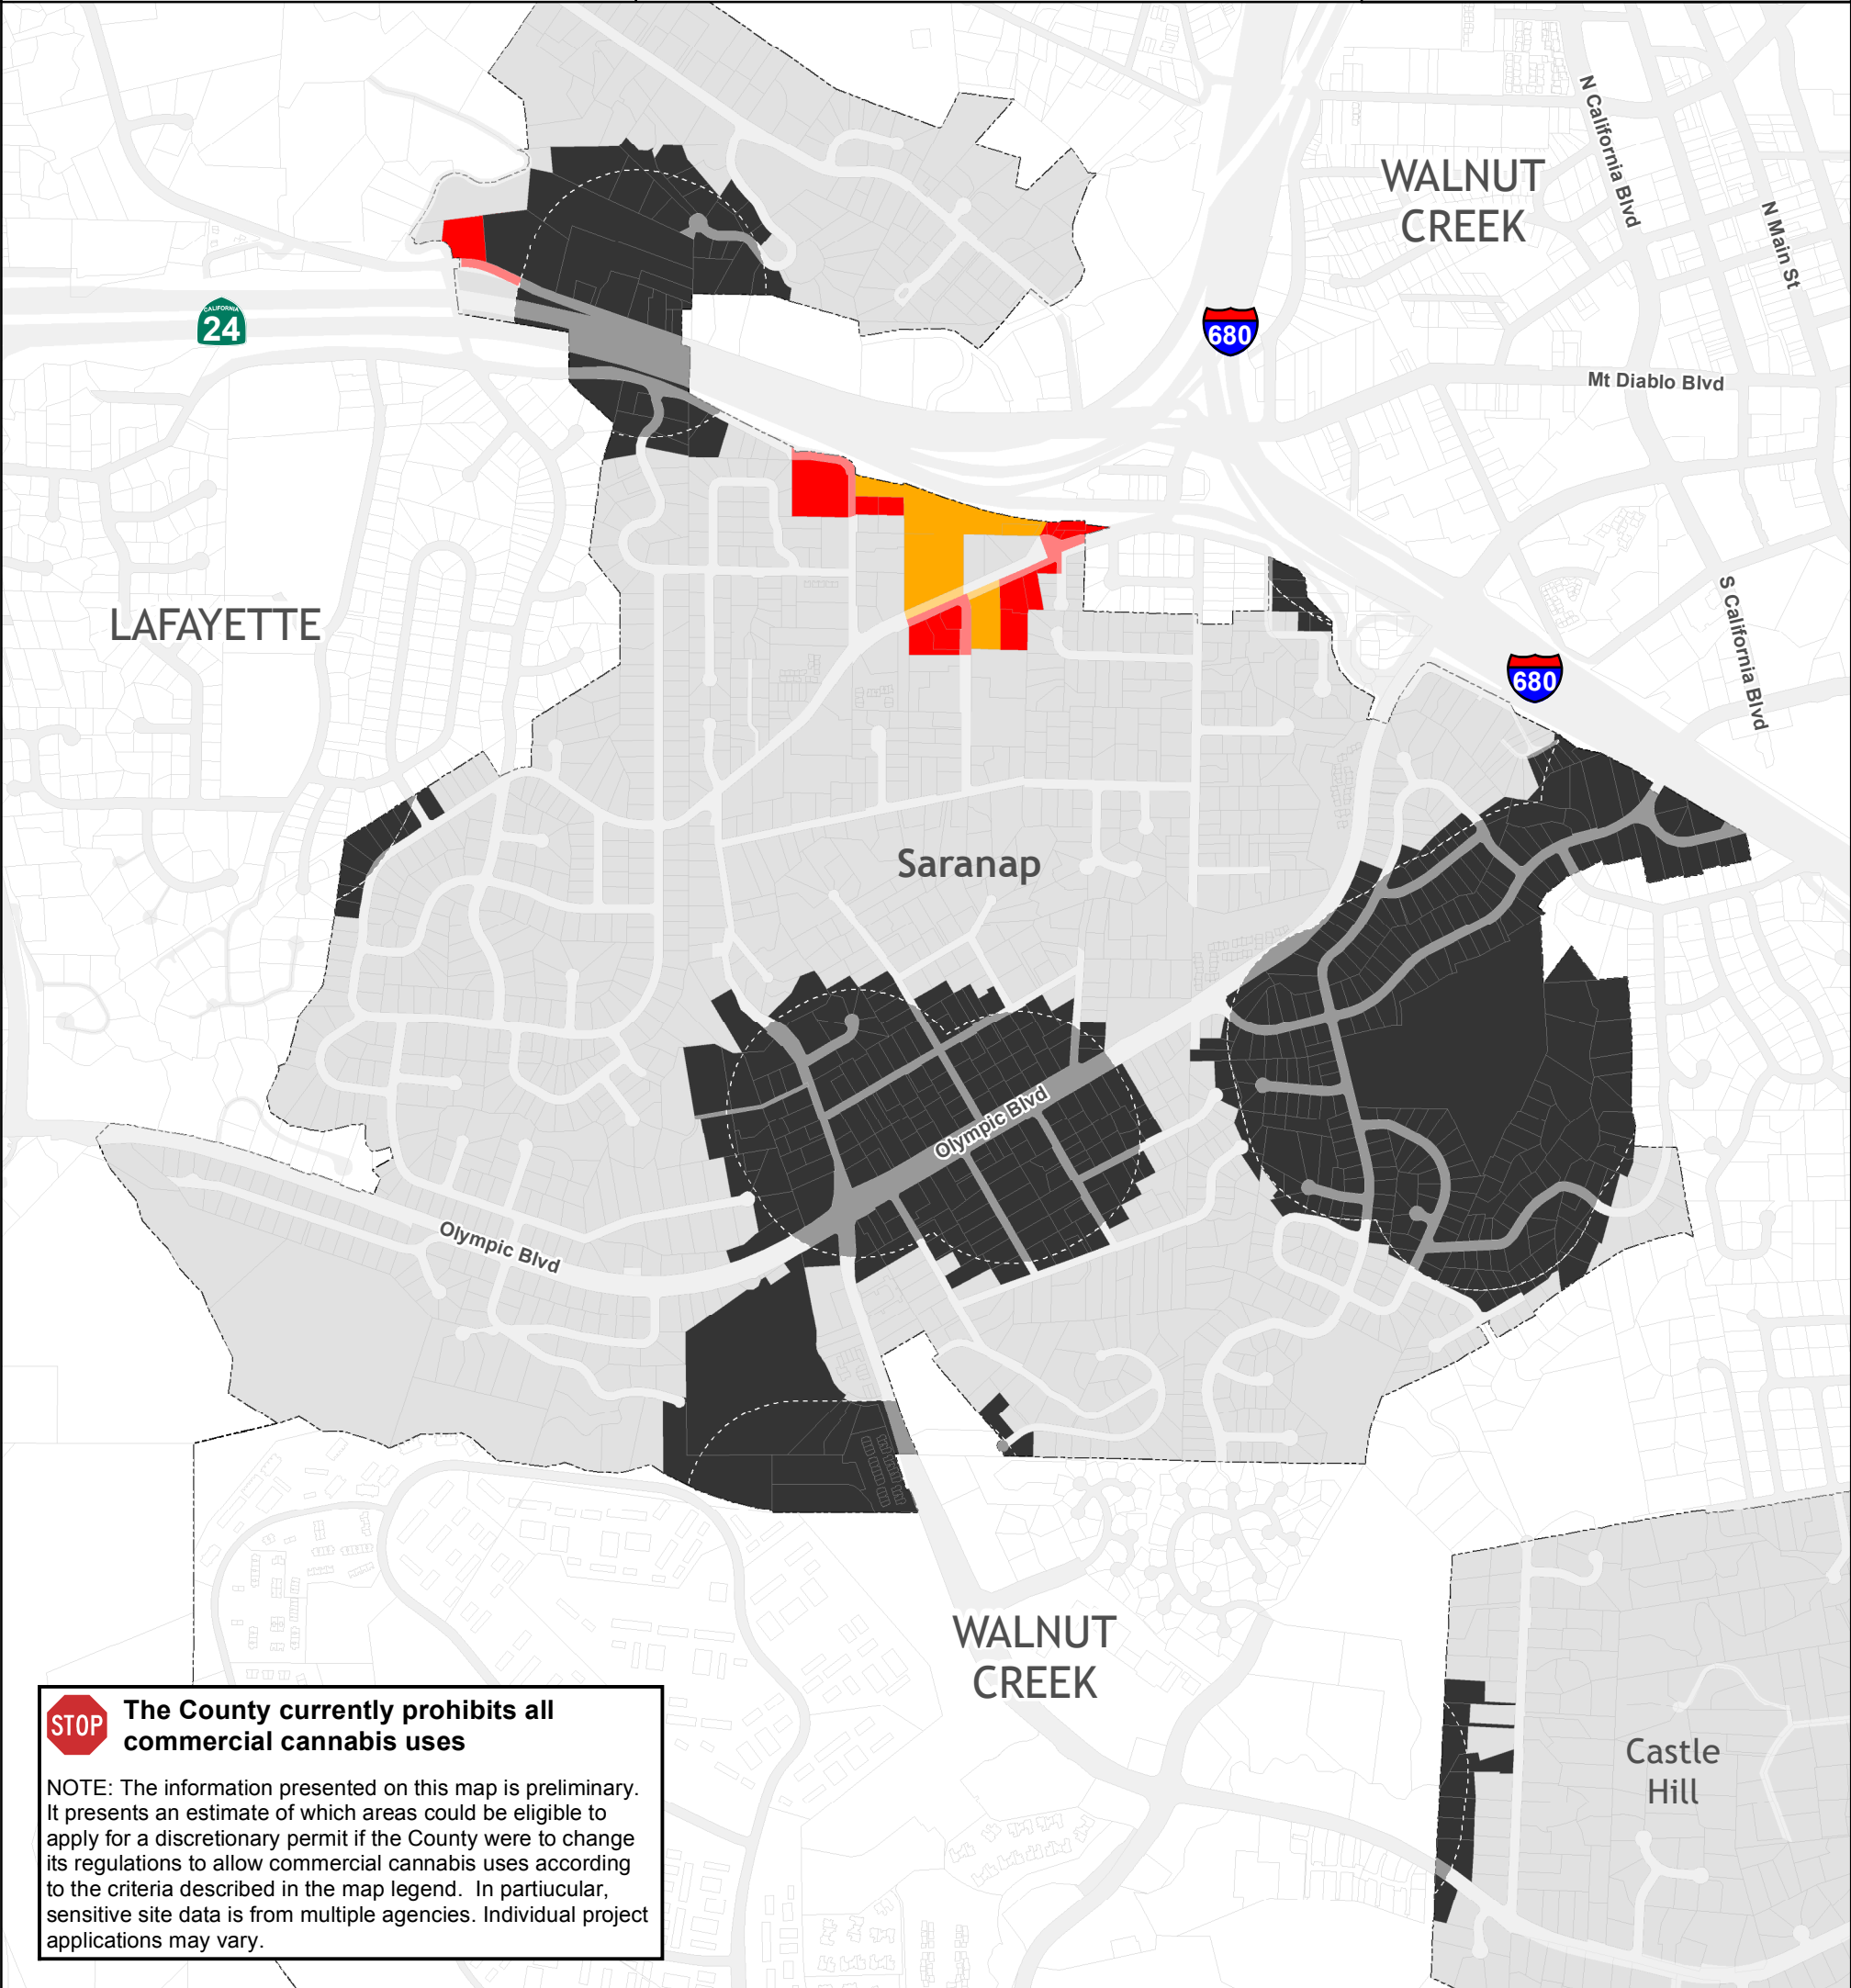 N California Blvd
WALNUT
CREEK
N Main St
CALIFORNIA
24
680
Mt Diablo Blvd
LAFAYETTE
S California Blvd
680
Saranap
Olympic Blvd
Olympic Blvd
WALNUT
CREEK
Castle
Hill
STOP
The County currently prohibits all
commercial cannabis uses
NOTE: The information presented on this map is preliminary.
It presents an estimate of which areas could be eligible to
apply for a discretionary permit if the County were to change
its regulations to allow commercial cannabis uses according
to the criteria described in the map legend.  In partiucular,
sensitive site data is from multiple agencies. Individual project
applications may vary.